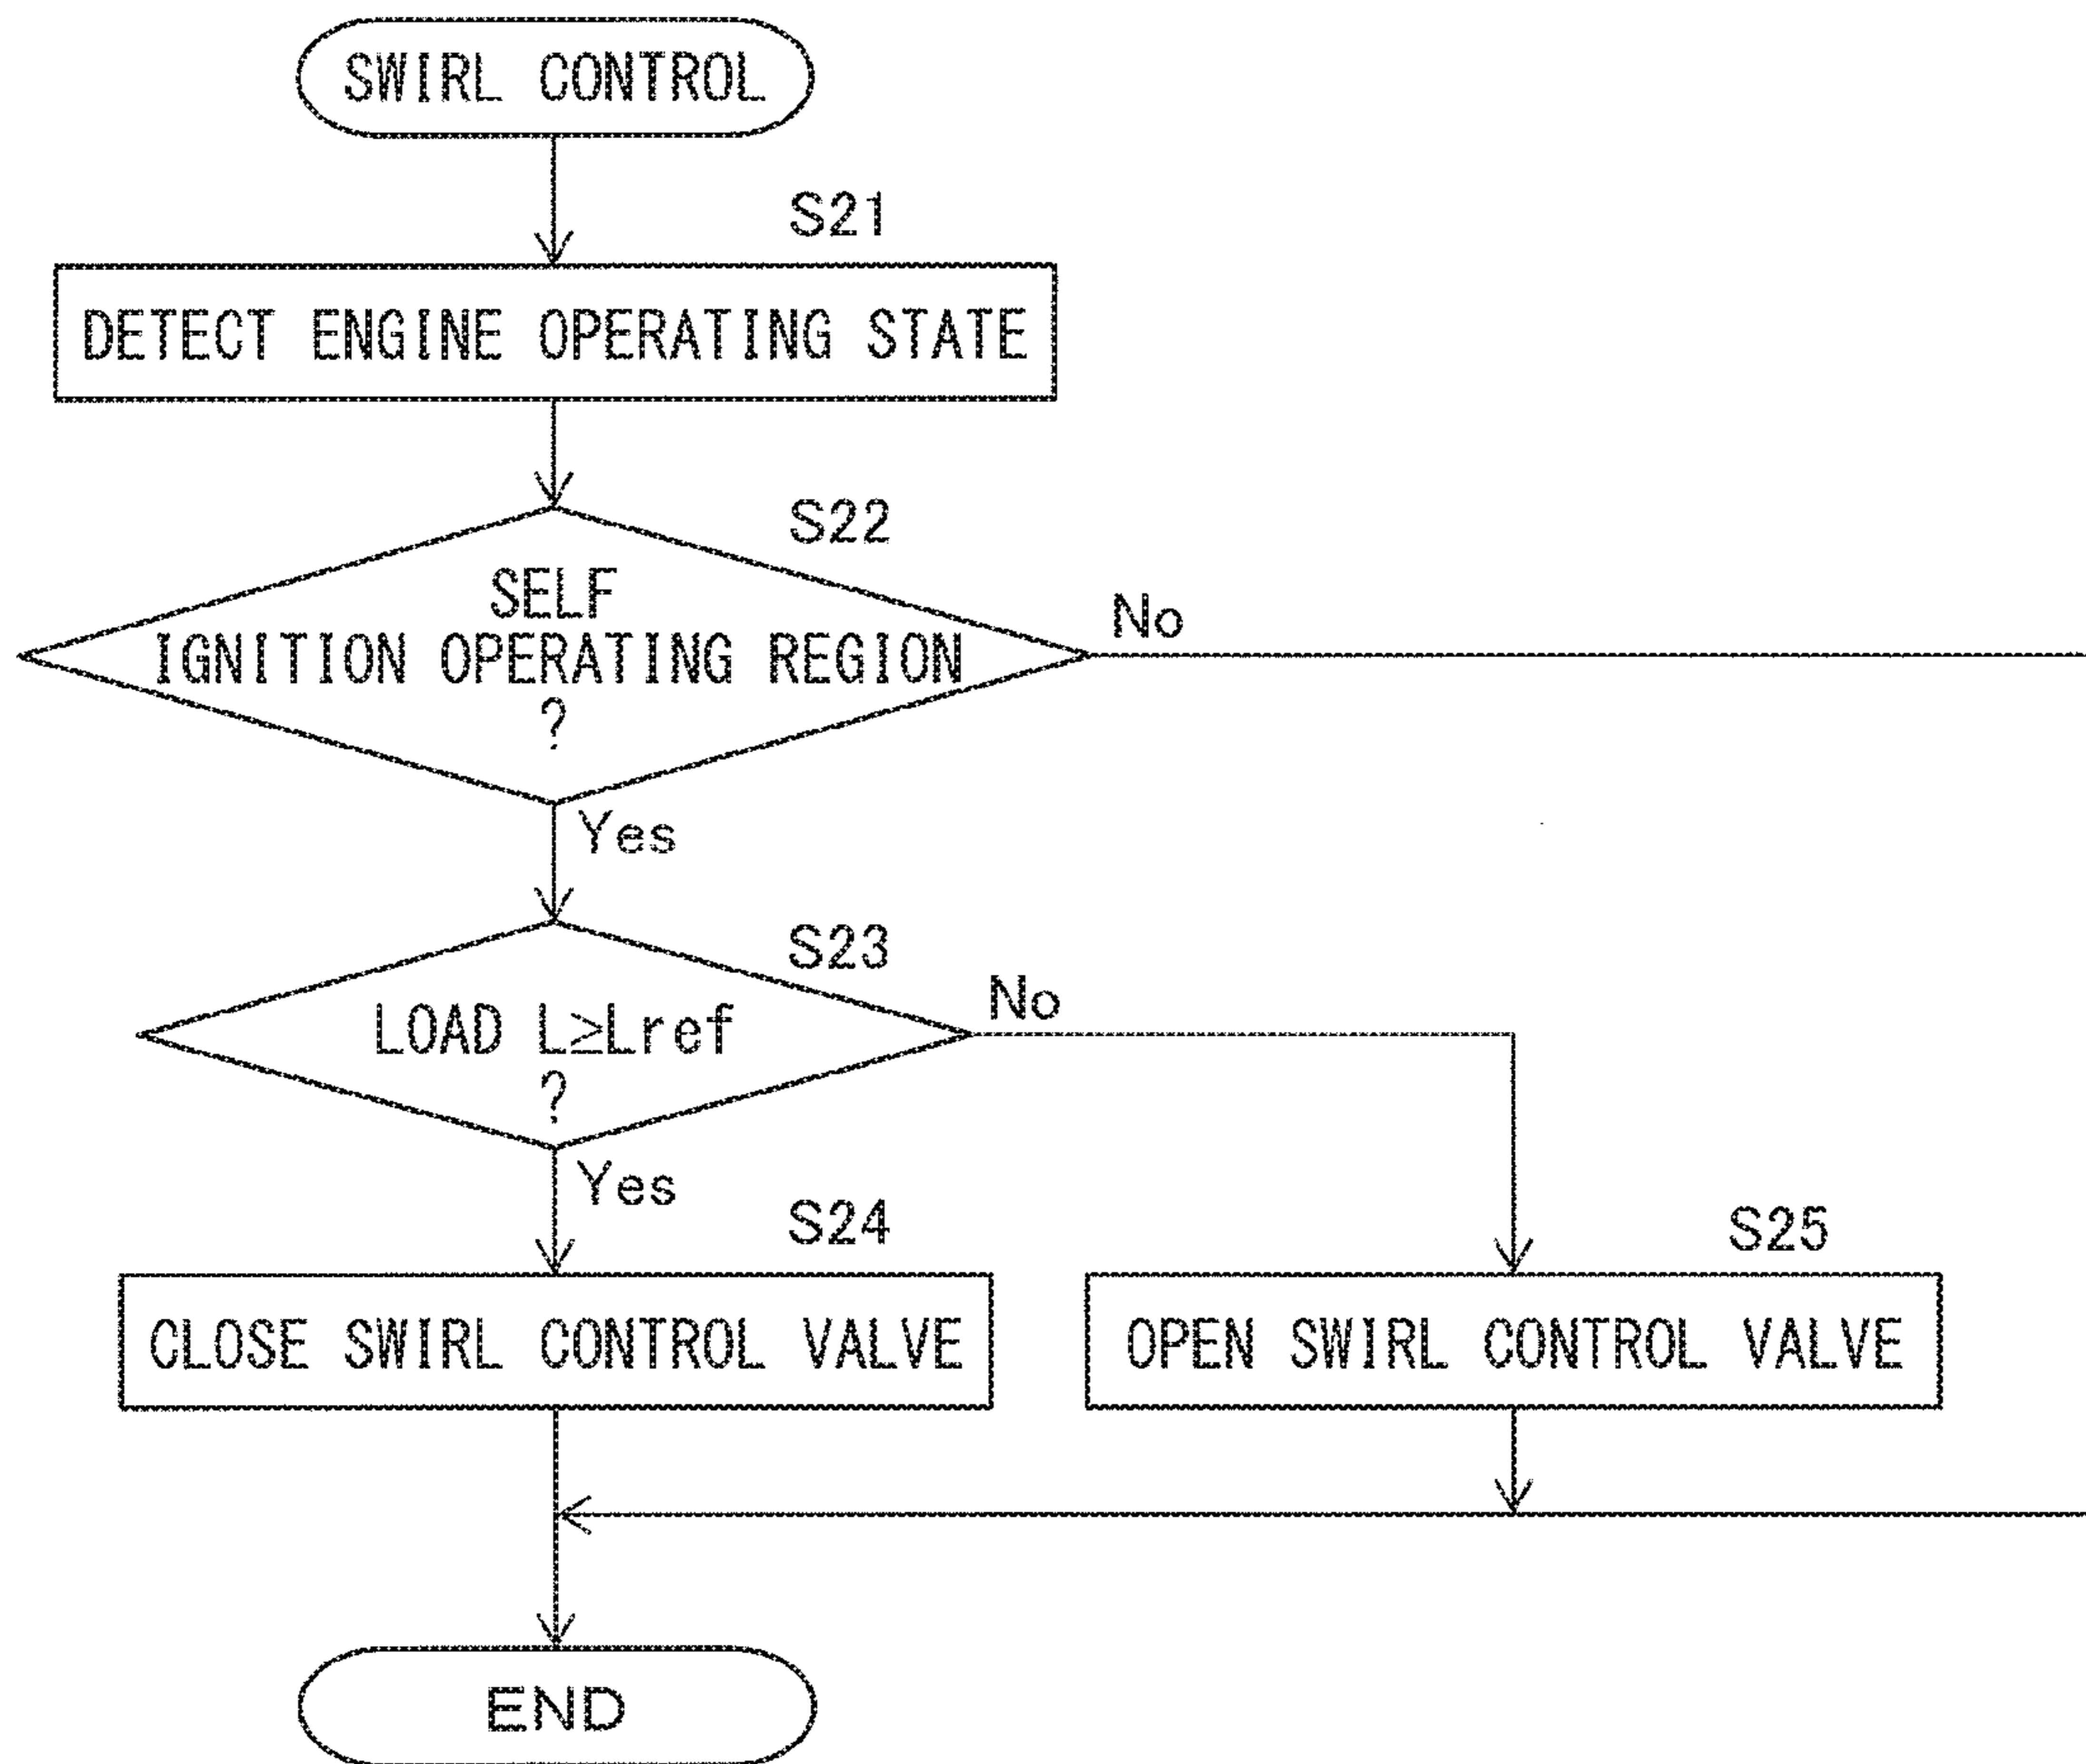 SWIRL CONTROL
S21
DETECT ENGINE OPERATING STATE
S22
SELF
IGNITION OPERATING REGION
?
No
Yes
S23
LOAD L≥Lref
?
No
Yes
S24
CLOSE SWIRL CONTROL VALVE
S25
OPEN SWIRL CONTROL VALVE
END